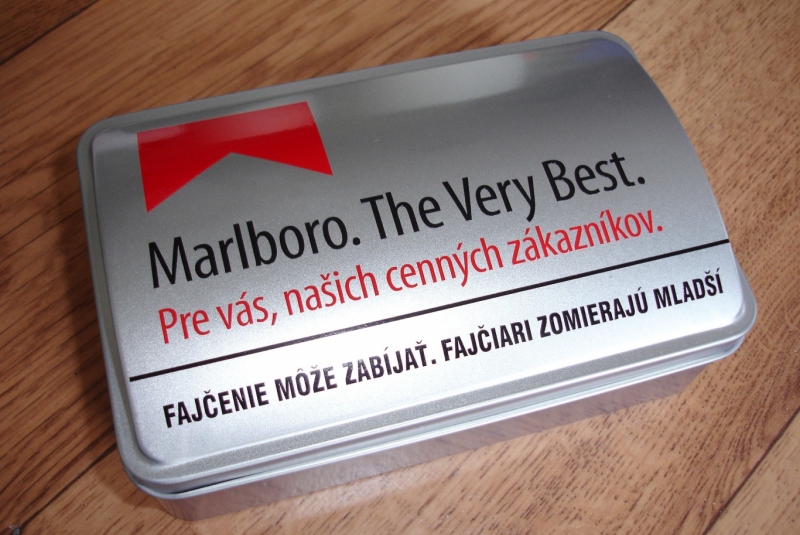 Marlboro. The Very Best.
Pre vás, našich cenných zákazníkov.
FAJČENIE MÔŽE ZABÍJAŤ. FAJČIARI ZOMIERAJÚ MLADŠÍ